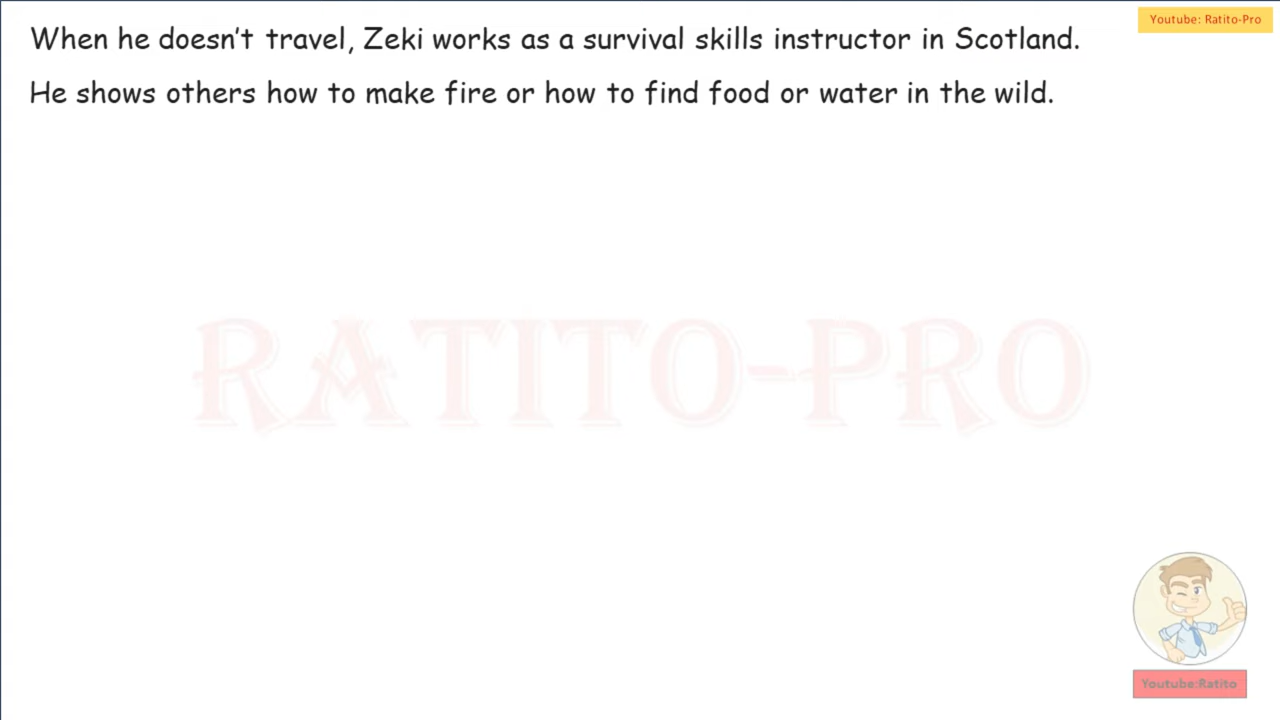 Youtube: Ratito-Pro
When he doesn't travel, Zeki works as a survival skills instructor in Scotland.
He shows others how to make fire or how to find food or water in the wild.
RATITO-PRO
Youtube:Ratito